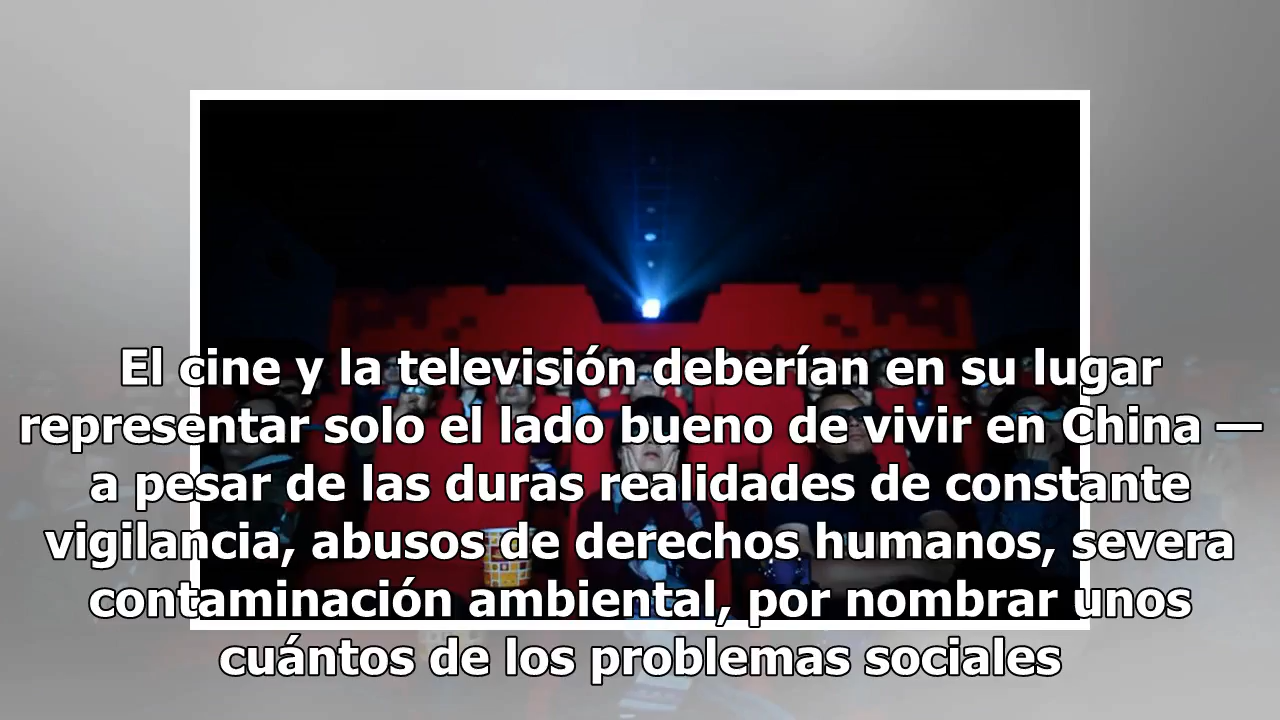 El cine y la televisión deberían en su lugar
representar solo el lado bueno de vivir en China —
a pesar de las duras realidades de constante
vigilancia, abusos de derechos humanos, severa
contaminación ambiental, por nombrar unos
cuántos de los problemas sociales